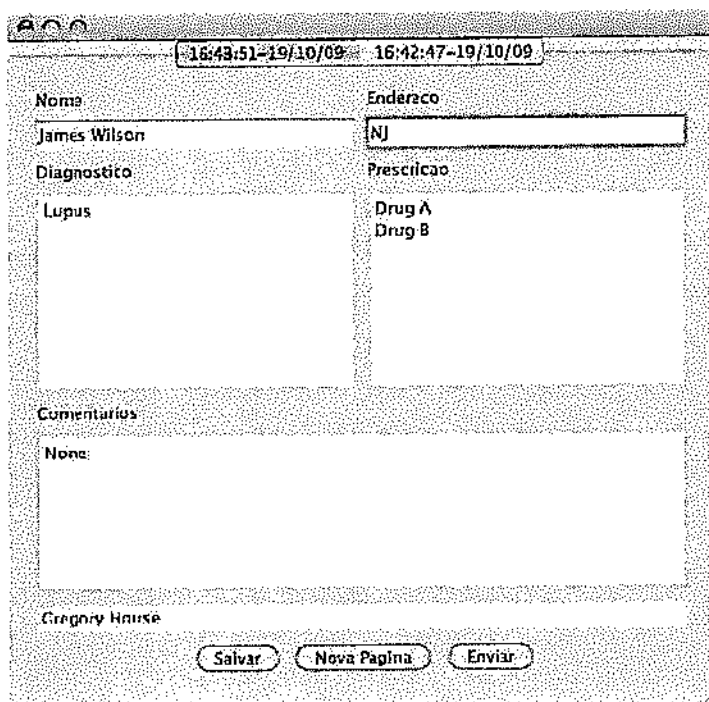 16:43:51-19/10/09 16:42:47-19/10/09
Nome Endereco
James Wilson NJ
Diagnostico Prescricao
Lupus Drug A
Drug B
Comentarios
None
Gregory House
Salvar Nova Pagina Enviar